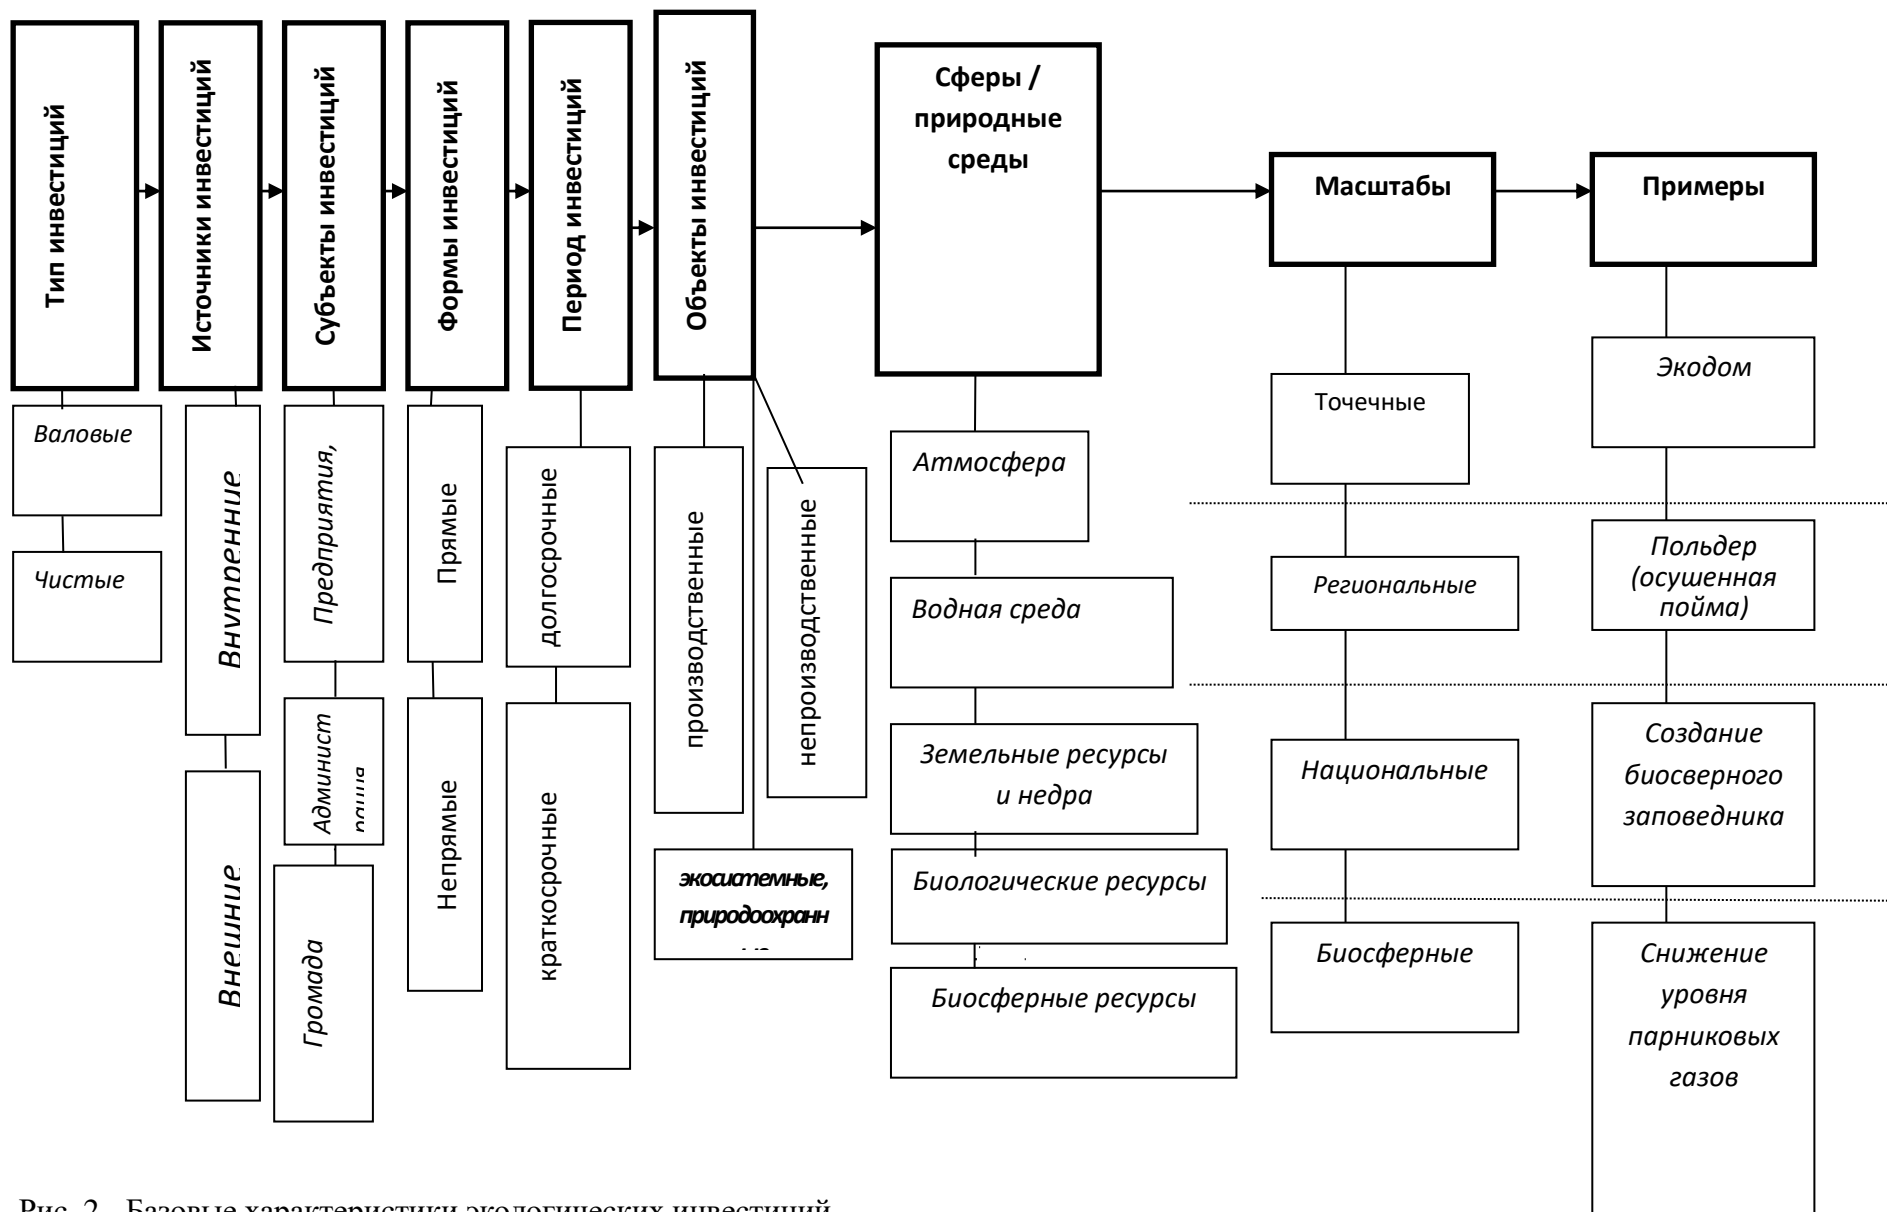 Тип инвестиций
Источники инвестиций
Субъекты инвестиций
Формы инвестиций
Период инвестиций
Объекты инвестиций
Сферы /
природные
среды
Масштабы
Примеры
Валовые
Чистые
Внутренние
Внешние
Предприятия,
Админист
Громада
Прямые
Непрямые
долгосрочные
краткосрочные
производственные
непроизводственные
экосистемные,
природоохранн
Атмосфера
Водная среда
Земельные ресурсы
и недра
Биологические ресурсы
Биосферные ресурсы
Точечные
Региональные
Национальные
Биосферные
Экодом
Польдер
(осушенная
пойма)
Создание
биосверного
заповедника
Снижение
уровня
парниковых
газов
Рис. 2 - Базовые характеристики экологических инвестиций